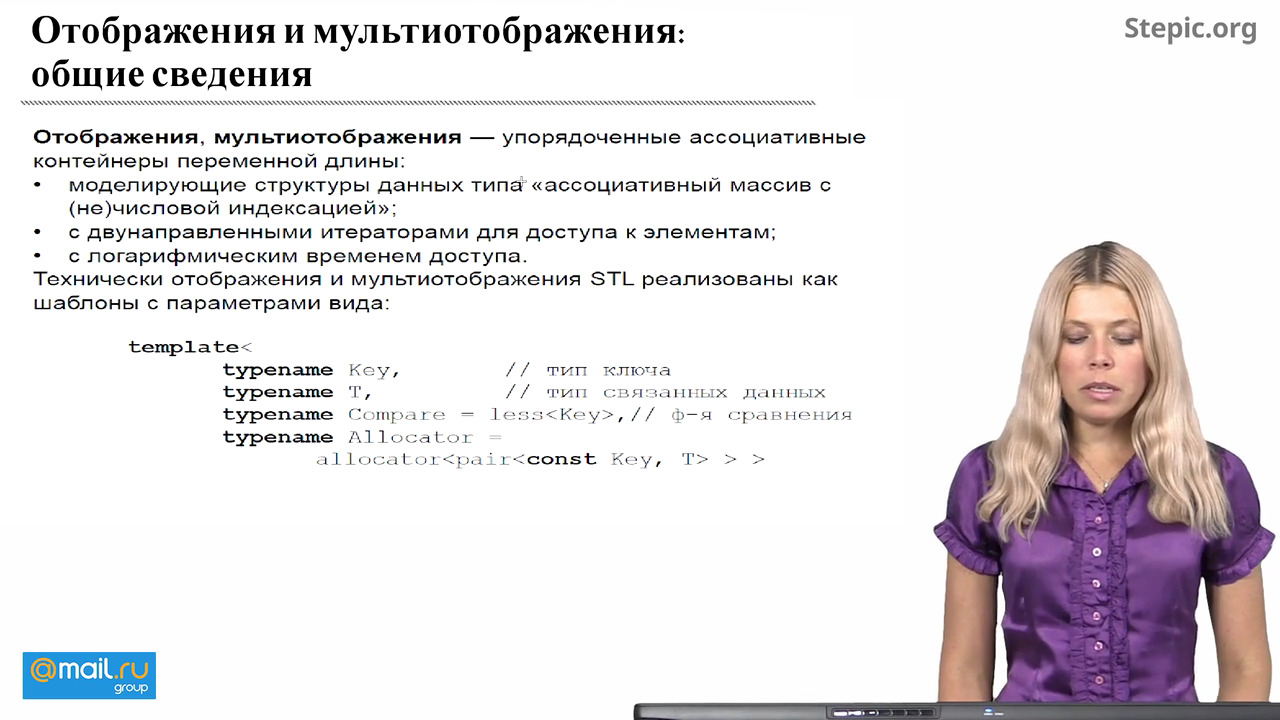 Отображения и мультиотображения:
общие сведения
Stepic.org
Отображения, мультиотображения — упорядоченные ассоциативные
контейнеры переменной длины:
• моделирующие структуры данных типа «ассоциативный массив с
(не)числовой индексацией»;
• с двунаправленными итераторами для доступа к элементам;
• с логарифмическим временем доступа.
Технически отображения и мультиотображения STL реализованы как
шаблоны с параметрами вида:
template<
typename Key, // тип ключа
typename T, // тип связанных данных
typename Compare = less<Key>,// ф-я сравнения
typename Allocator =
allocator<pair<const Key, T> > >
@mail.ru
group